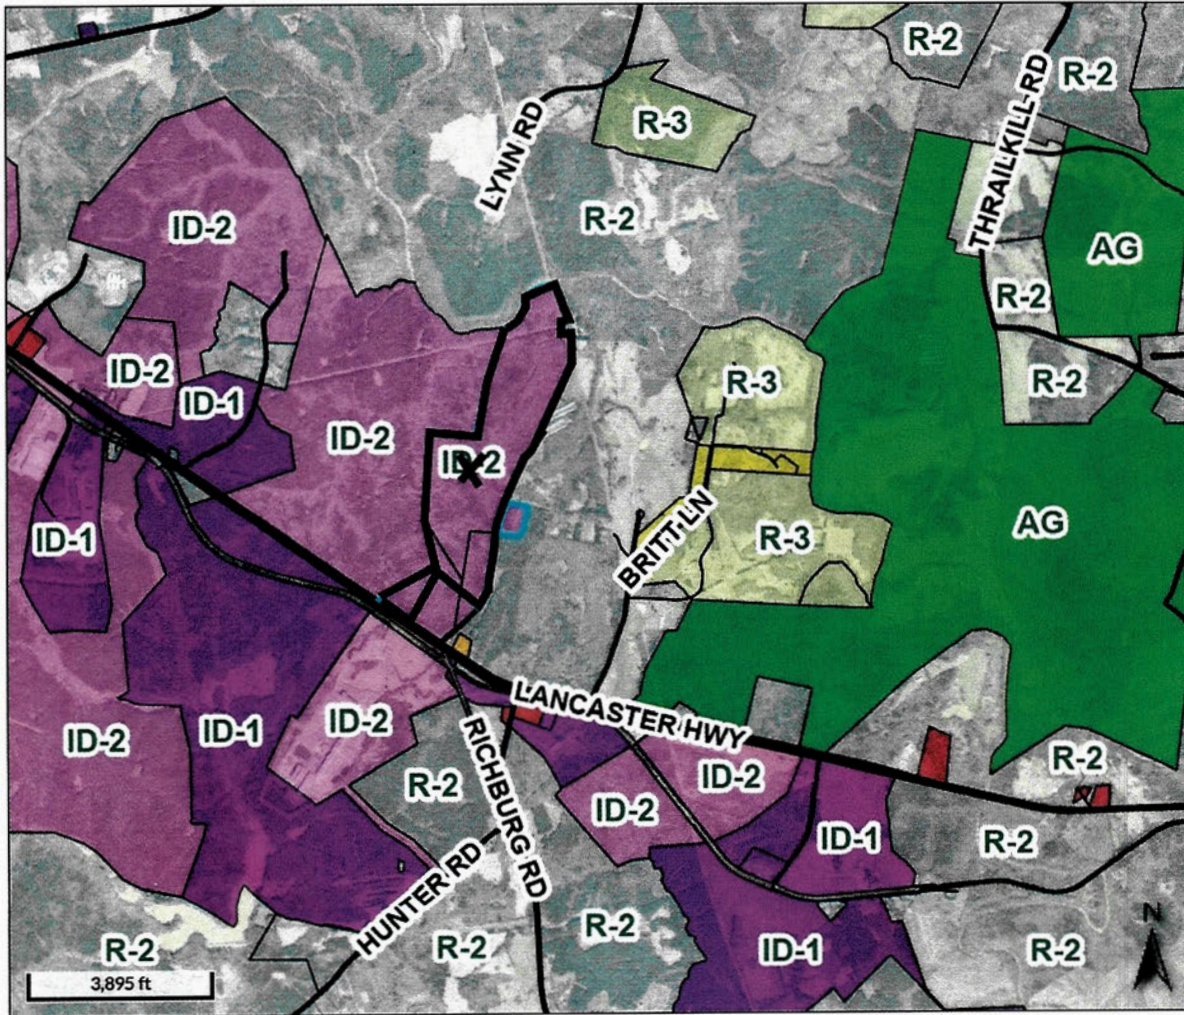 R-2
R-2
R-3
LYNN RD
THRAILKILL RD
ID-2
R-2
AG
R-2
ID-2
R-3
R-2
ID-1
ID-2
ID-2
AG
ID-1
BRITT LN
R-3
LANCASTER HWY
ID-2
ID-1
ID-2
RICHBURG RD
R-2
ID-2
ID-2
R-2
ID-1
R-2
HUNTER RD
R-2
R-2
R-2
ID-1
R-2
N
3,895 ft